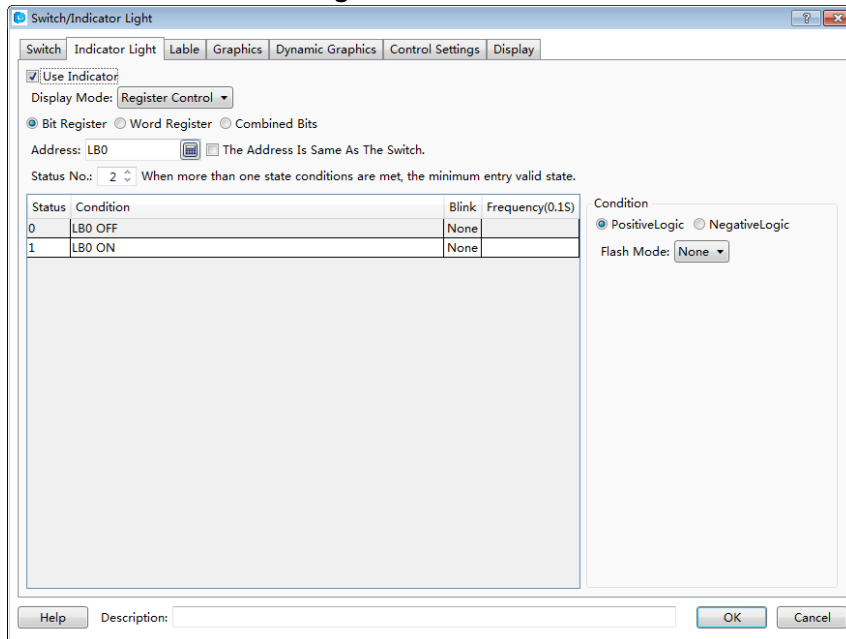 Switch/Indicator Light
Switch Indicator Light Lable Graphics Dynamic Graphics Control Settings Display
Use Indicator
Display Mode: Register Control
Bit Register Word Register Combined Bits
Address: LB0 The Address Is Same As The Switch.
Status No.: 2 When more than one state conditions are met, the minimum entry valid state.
Status Condition Blink Frequency(0.1S)
0 LB0 OFF None
1 LB0 ON None
Condition
PositiveLogic NegativeLogic
Flash Mode: None
Help Description: OK Cancel